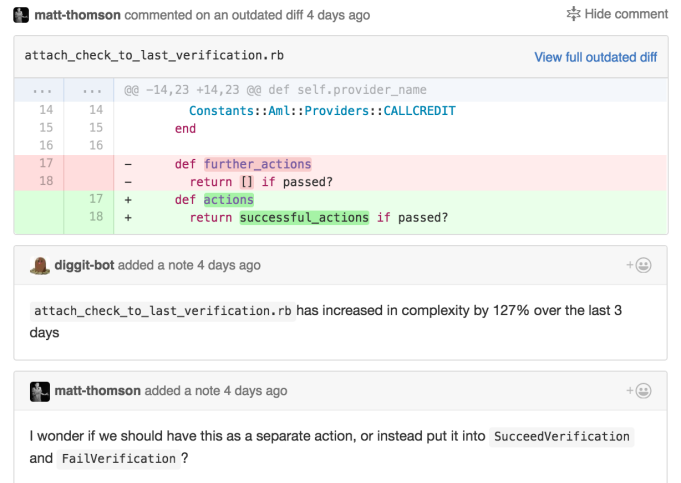 matt-thomson commented on an outdated diff 4 days ago Hide comment
attach_check_to_last_verification.rb View full outdated diff
... ... @@ -14,23 +14,23 @@ def self.provider_name
14 14 Constants::Aml::Providers::CALLCREDIT
15 15 end
16 16
17 - def further_actions
18 - return [] if passed?
17 + def actions
18 + return successful_actions if passed?
diggit-bot added a note 4 days ago +
attach_check_to_last_verification.rb has increased in complexity by 127% over the last 3
days
matt-thomson added a note 4 days ago +
I wonder if we should have this as a separate action, or instead put it into SucceedVerification
and FailVerification ?